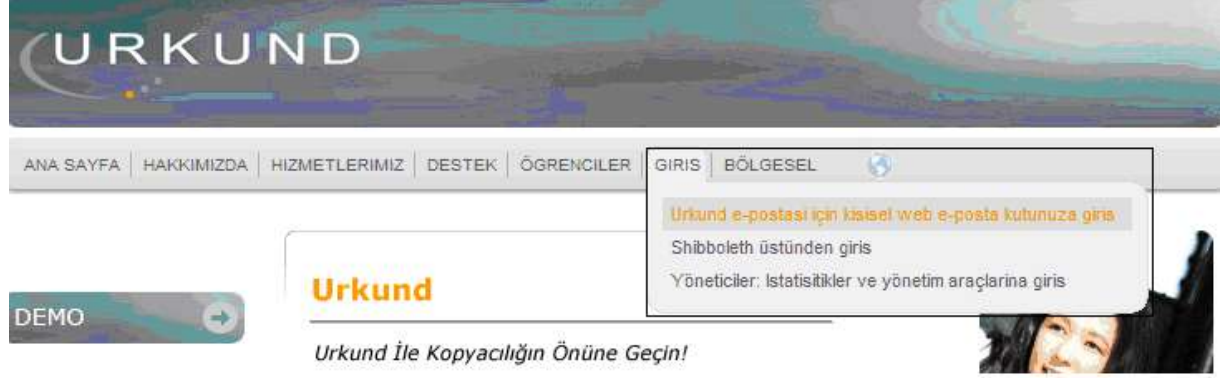 URKUND
ANA SAYFA HAKKIMIZDA HIZMETLERIMIZ DESTEK ÖGRENCILER GIRIS BÖLGESEL
Urkund e-postasi için kisisel web e-posta kutunuza giris
Shibboleth üstünden giris
Yöneticiler: Istatisitikler ve yönetim araçlarina giris
Urkund
DEMO
Urkund İle Kopyacılığın Önüne Geçin!